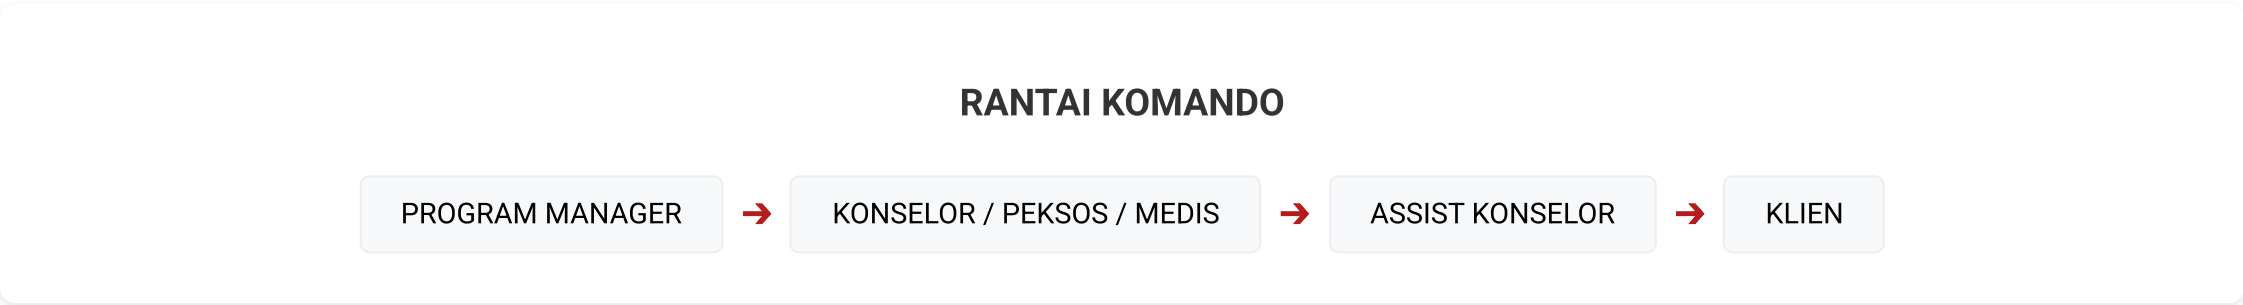 RANTAI KOMANDO
PROGRAM MANAGER ➔ KONSELOR / PEKSOS / MEDIS ➔ ASSIST KONSELOR ➔ KLIEN